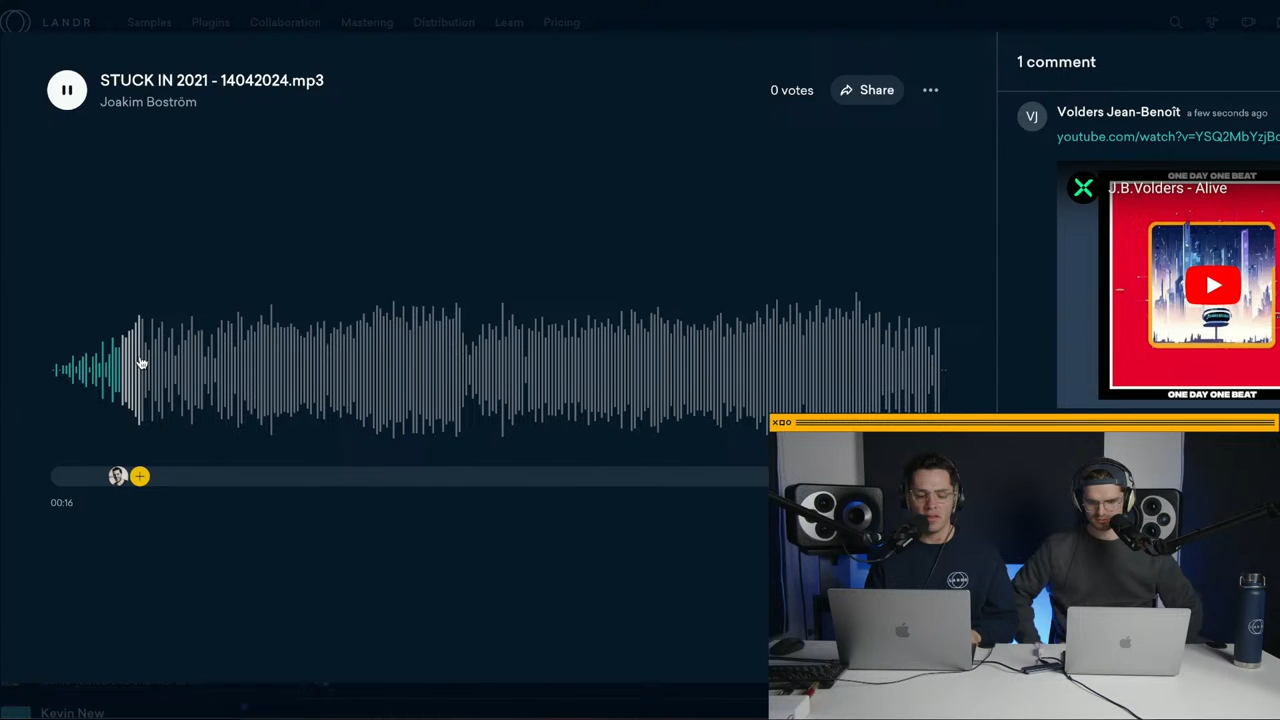 LANDR Samples Plugins Collaboration Mastering Distribution Learn Pricing
STUCK IN 2021 - 14042024.mp3
Joakim Boström
0 votes
Share
1 comment
VJ
Volders Jean-Benoît a few seconds ago
youtube.com/watch?v=YSQ2MbYzjB
ONE DAY ONE BEAT
J.B.Volders - Alive
ONE DAY ONE BEAT
00:16
LANDR
Kevin New